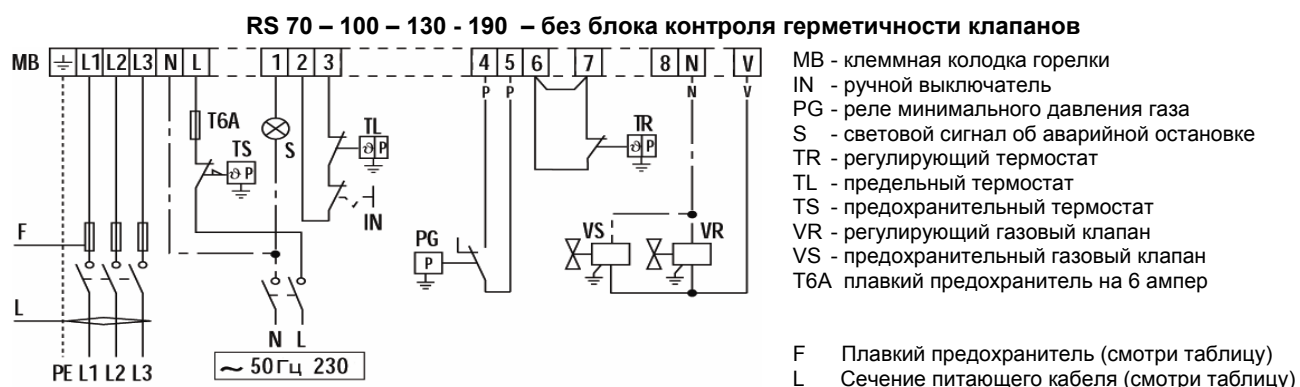 RS 70 – 100 – 130 - 190 – без блока контроля герметичности клапанов
MB ⏚ L1 L2 L3 N L 1 2 3 4 5 6 7 8 N V
P P N V
T6A
TS
ϑ P
S
TL
ϑ P
IN
TR
ϑ P
F
PG
P
VS
VR
L
N L
PE L1 L2 L3
~ 50Гц 230
MB - клеммная колодка горелки
IN - ручной выключатель
PG - реле минимального давления газа
S - световой сигнал об аварийной остановке
TR - регулирующий термостат
TL - предельный термостат
TS - предохранительный термостат
VR - регулирующий газовый клапан
VS - предохранительный газовый клапан
T6A плавкий предохранитель на 6 ампер
F Плавкий предохранитель (смотри таблицу)
L Сечение питающего кабеля (смотри таблицу)